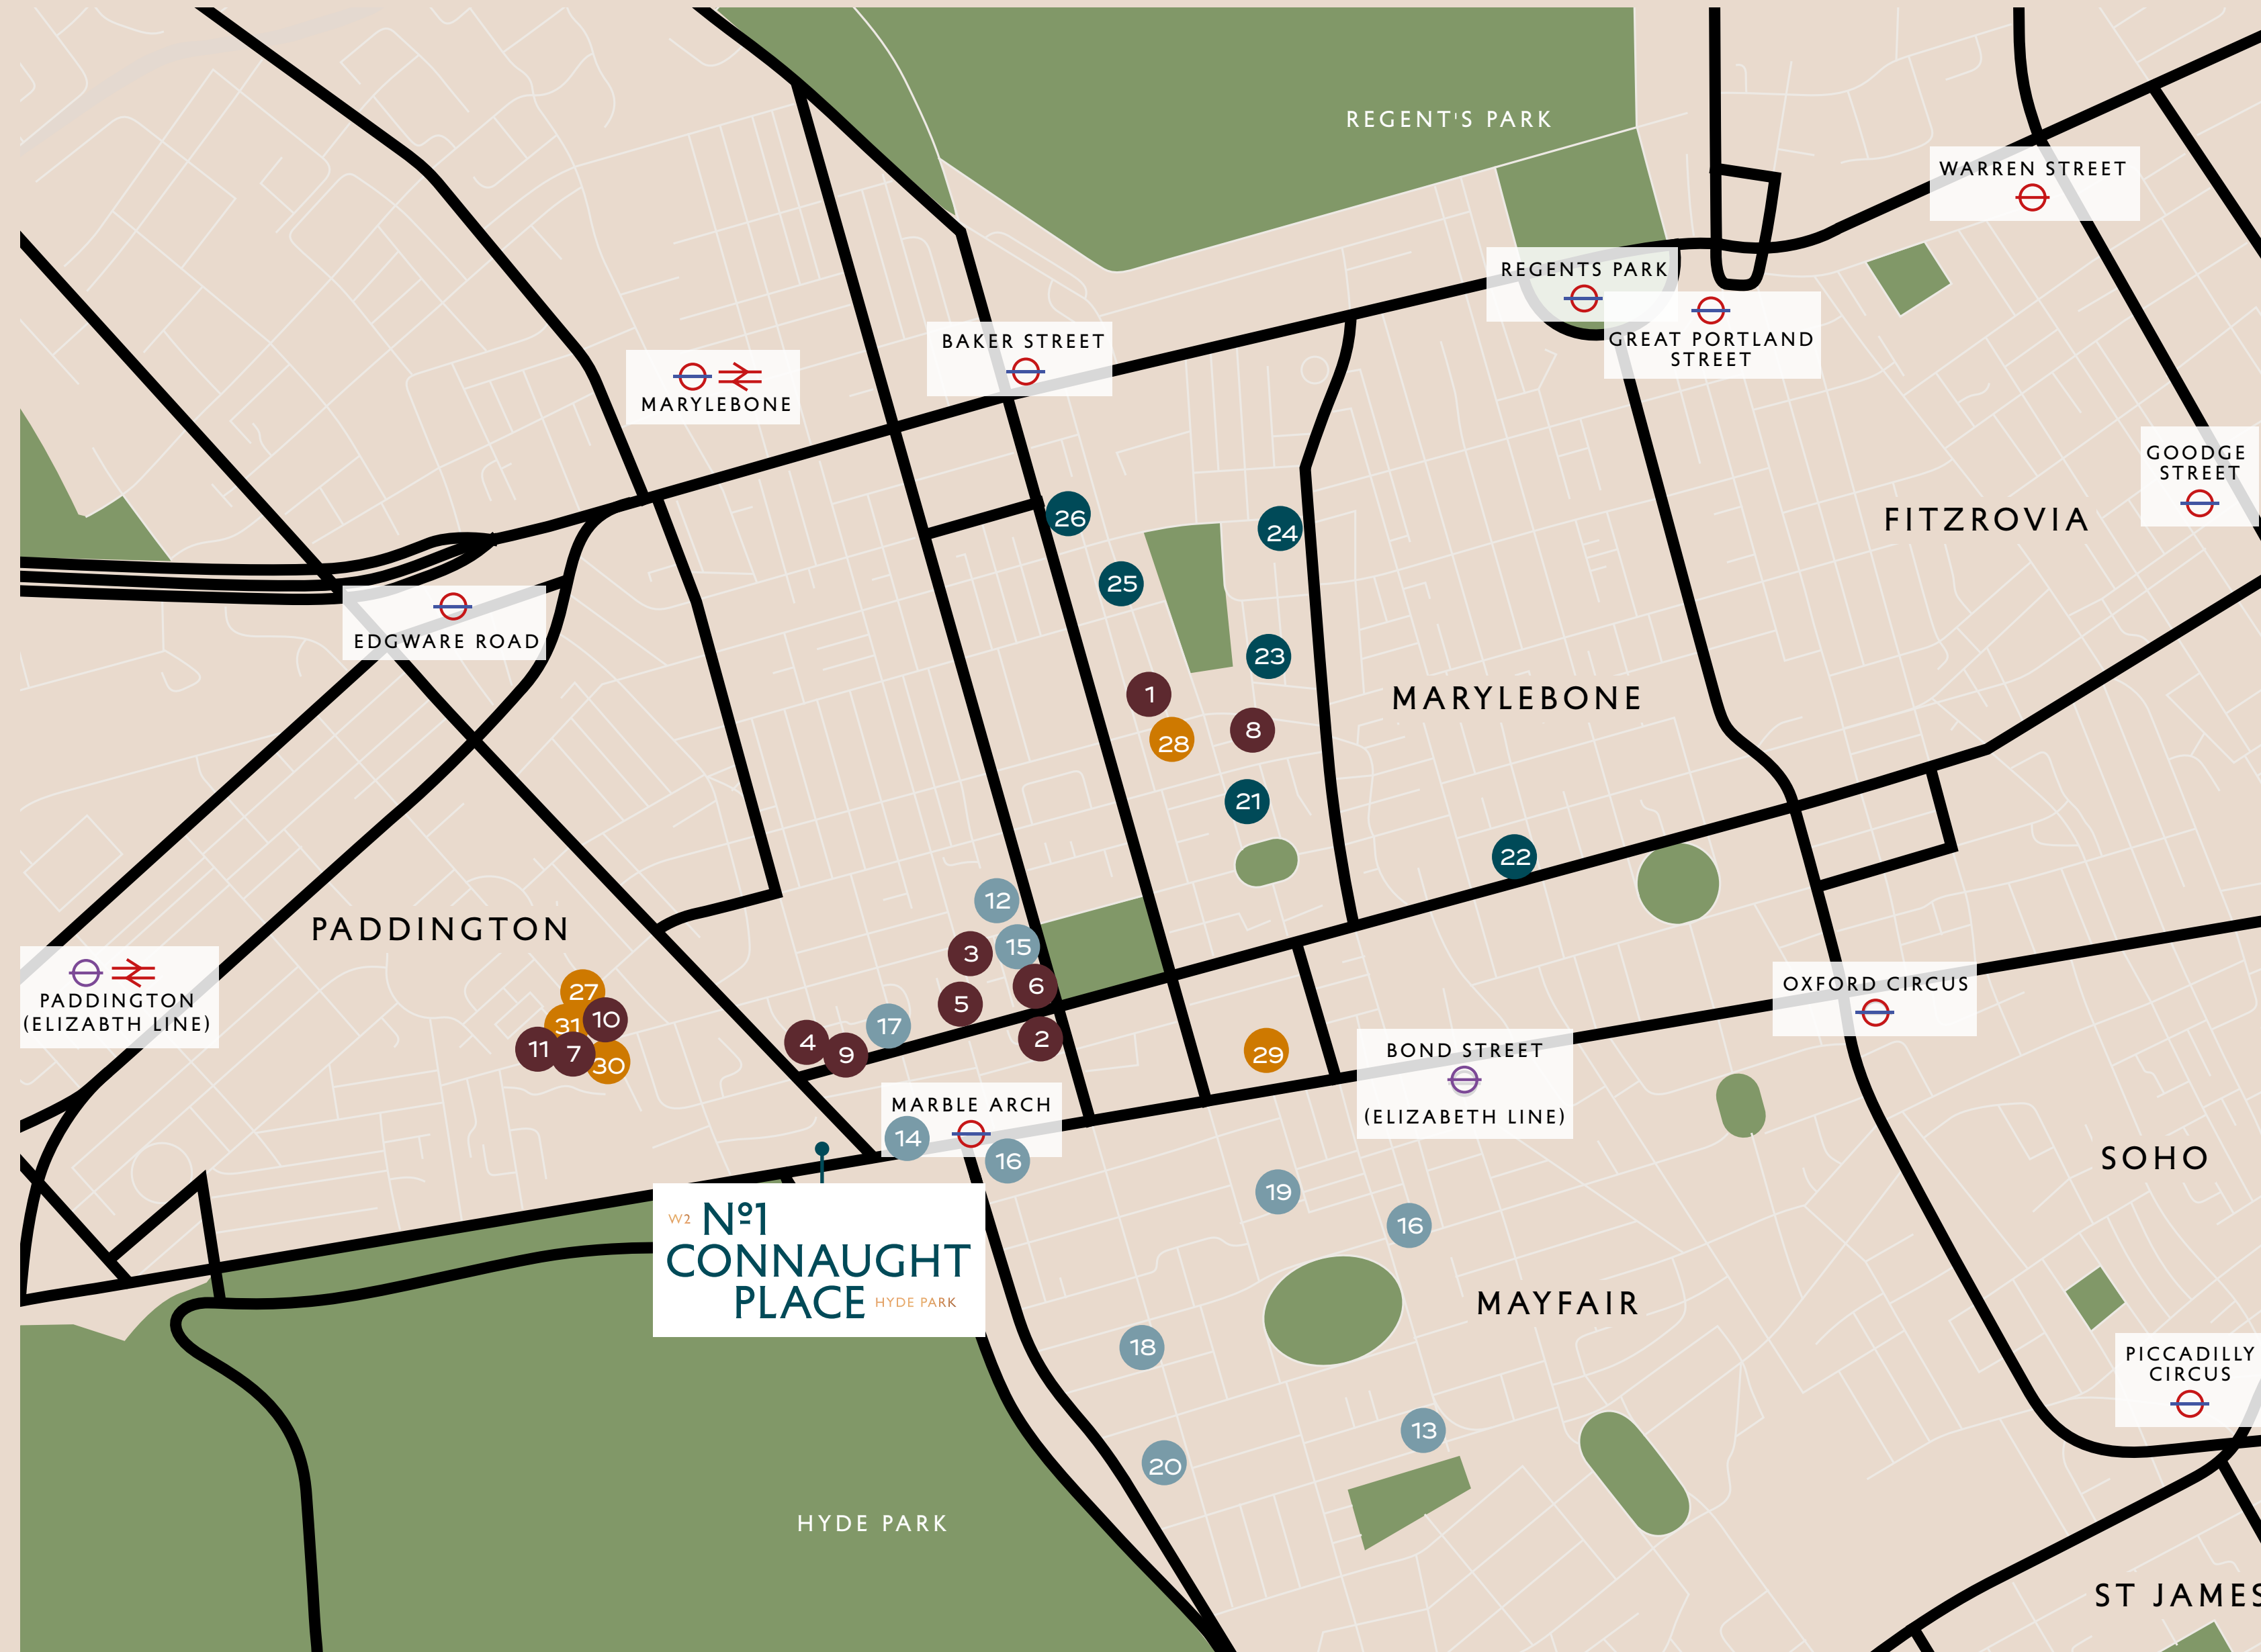 REGENT'S PARK
WARREN STREET
REGENTS PARK
GREAT PORTLAND
STREET
BAKER STREET
MARYLEBONE
GOODGE
STREET
FITZROVIA
26
24
25
EDGWARE ROAD
23
1
MARYLEBONE
8
28
21
22
12
PADDINGTON
15
3
PADDINGTON
(ELIZABTH LINE)
27
6
5
OXFORD CIRCUS
31
10
17
4
9
2
11
7
30
29
BOND STREET
(ELIZABETH LINE)
MARBLE ARCH
14
16
SOHO
19
16
W2
Nº1
CONNAUGHT
PLACE
HYDE PARK
MAYFAIR
18
PICCADILLY
CIRCUS
13
20
HYDE PARK
ST JAMES